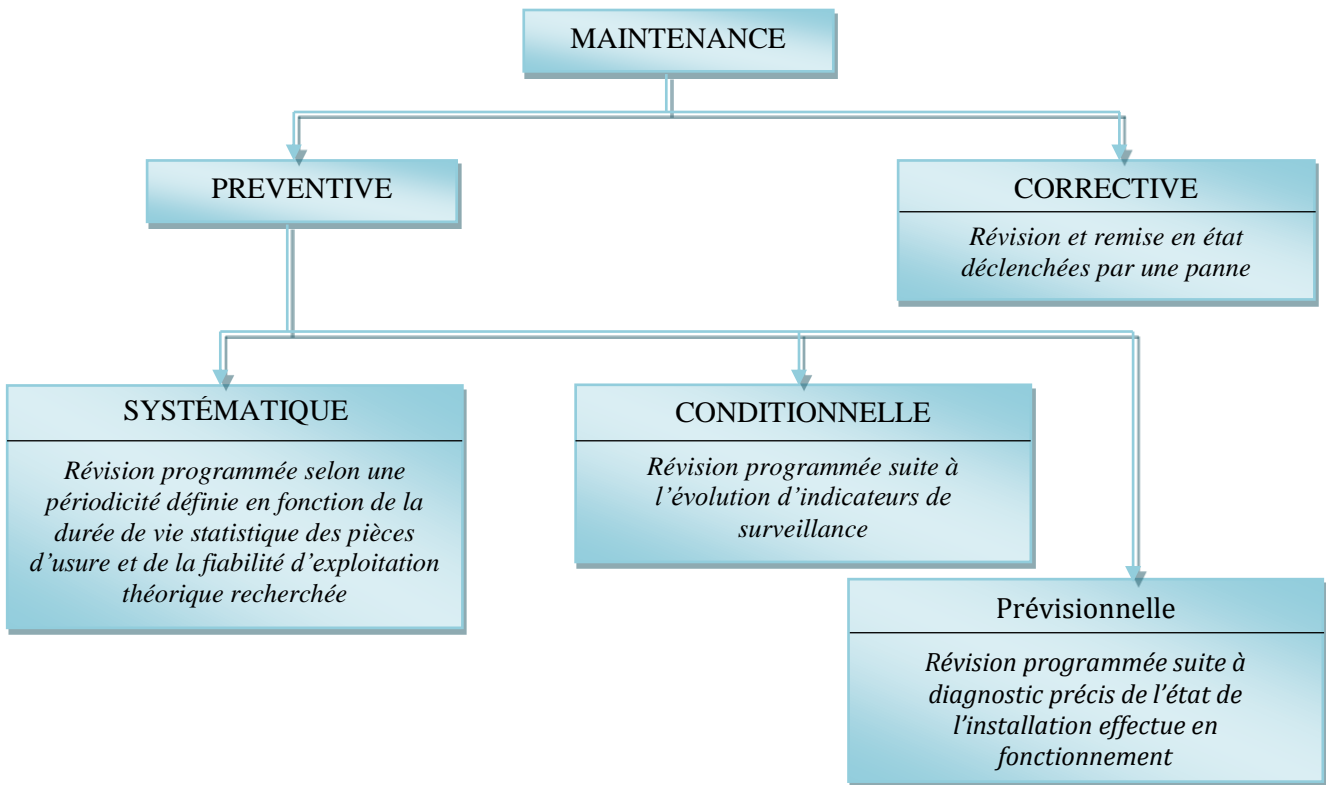 MAINTENANCE
PREVENTIVE
CORRECTIVE
Révision et remise en état
déclenchées par une panne
SYSTÉMATIQUE
Révision programmée selon une
périodicité définie en fonction de la
durée de vie statistique des pièces
d’usure et de la fiabilité d’exploitation
théorique recherchée
CONDITIONNELLE
Révision programmée suite à
l’évolution d’indicateurs de
surveillance
Prévisionnelle
Révision programmée suite à
diagnostic précis de l’état de
l’installation effectue en
fonctionnement